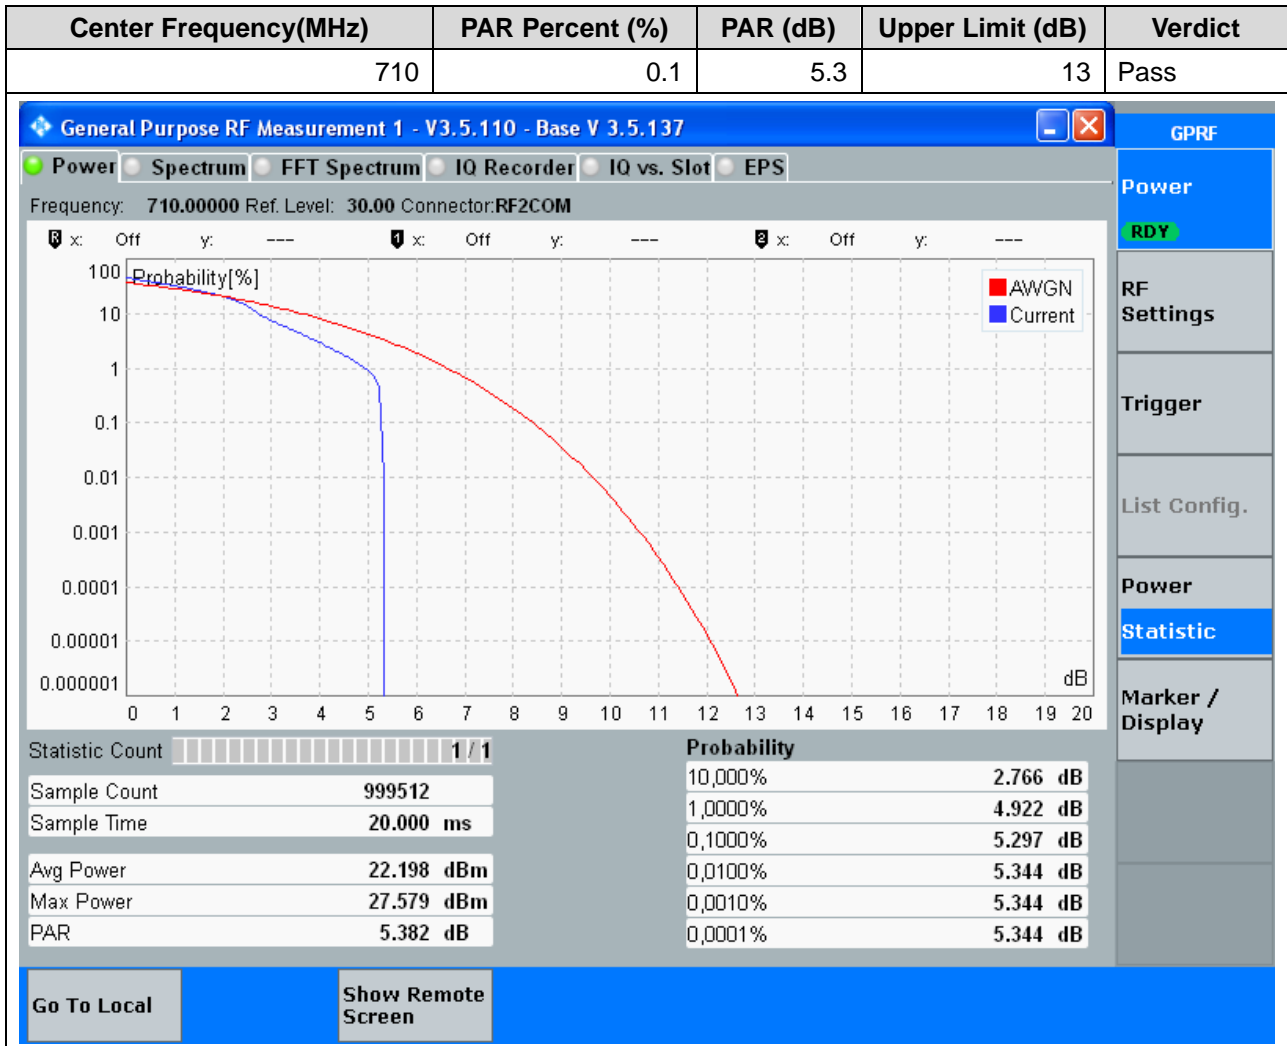 Center Frequency(MHz) PAR Percent (%) PAR (dB) Upper Limit (dB) Verdict
710 0.1 5.3 13 Pass
General Purpose RF Measurement 1 - V3.5.110 - Base V 3.5.137
GPRF
Power Spectrum FFT Spectrum IQ Recorder IQ vs. Slot EPS
Power
RDY
Frequency: 710.00000 Ref. Level: 30.00 Connector:RF2COM
R x: Off y: --- 1 x: Off y: --- 2 x: Off y: ---
Probability[%]
AWGN
Current
100
10
1
0.1
0.01
0.001
0.0001
0.00001
0.000001
dB
0 1 2 3 4 5 6 7 8 9 10 11 12 13 14 15 16 17 18 19 20
RF
Settings
Trigger
List Config.
Power
Statistic
Marker /
Display
Statistic Count 1 / 1
Sample Count 999512
Sample Time 20.000 ms
Avg Power 22.198 dBm
Max Power 27.579 dBm
PAR 5.382 dB
Probability
10,000% 2.766 dB
1,0000% 4.922 dB
0,1000% 5.297 dB
0,0100% 5.344 dB
0,0010% 5.344 dB
0,0001% 5.344 dB
Go To Local
Show Remote
Screen